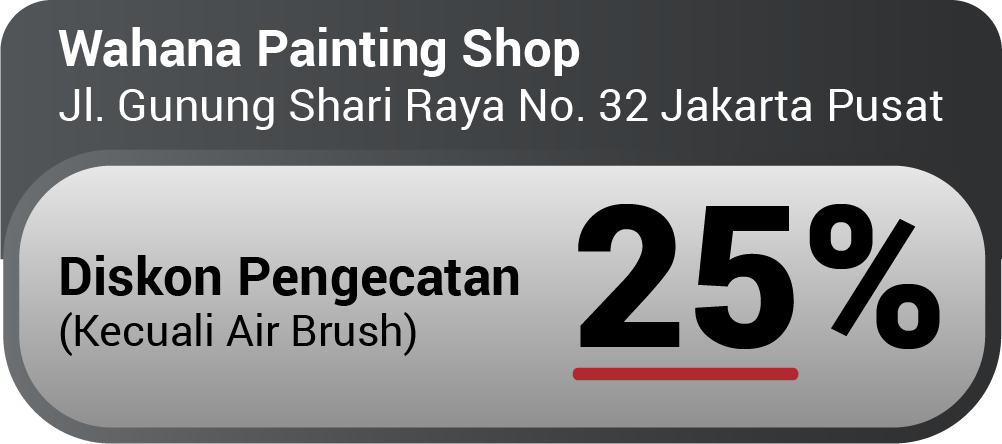 Wahana Painting Shop
Jl. Gunung Shari Raya No. 32 Jakarta Pusat
Diskon Pengecatan
(Kecuali Air Brush)
25%